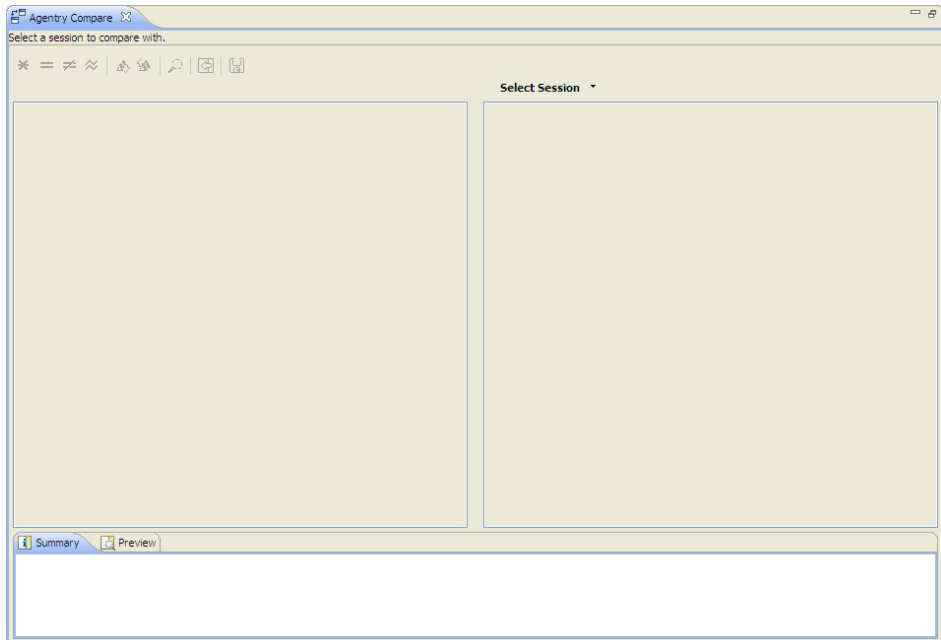 Agentry Compare
Select a session to compare with.
Select Session
Summary Preview